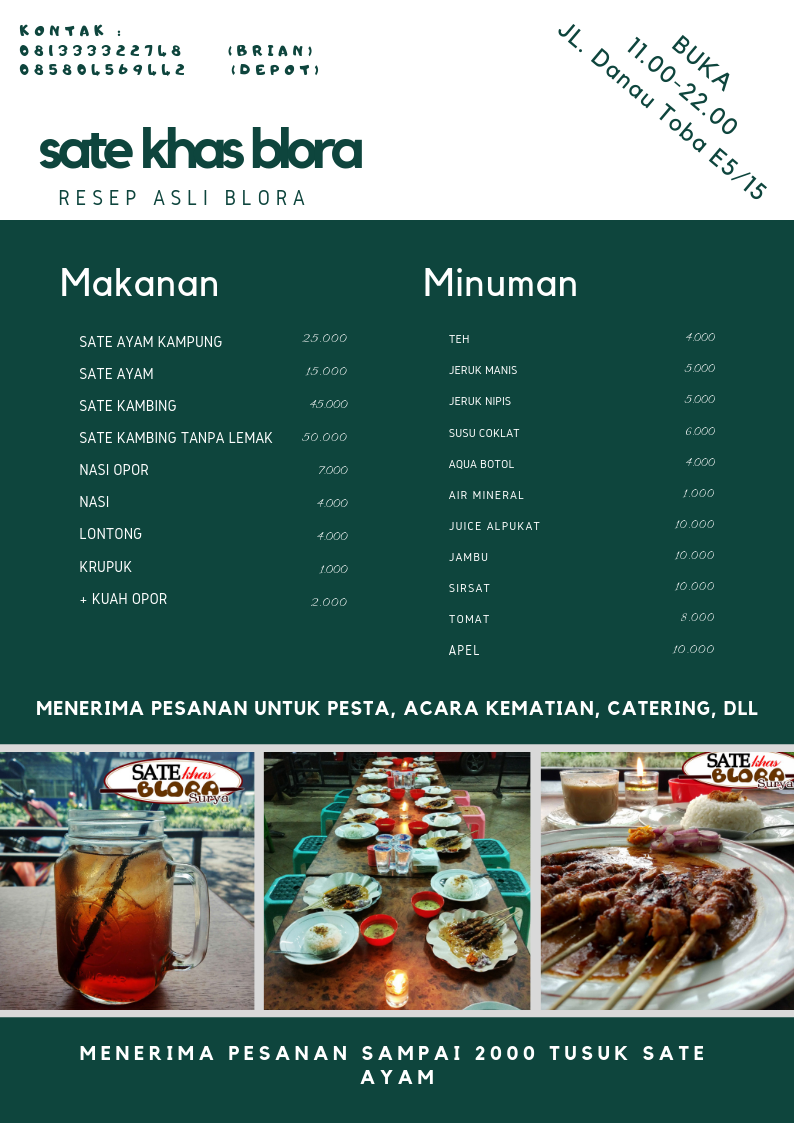 KONTAK :
081333322748 (BRIAN)
085804569442 (DEPOT)
BUKA
11.00-22.00
JL. Danau Toba E5/15
sate khas blora
RESEP ASLI BLORA
Makanan
SATE AYAM KAMPUNG 25.000
SATE AYAM 15.000
SATE KAMBING 45.000
SATE KAMBING TANPA LEMAK 50.000
NASI OPOR 7.000
NASI 4.000
LONTONG 4.000
KRUPUK 1.000
+ KUAH OPOR 2.000
Minuman
TEH 4.000
JERUK MANIS 5.000
JERUK NIPIS 5.000
SUSU COKLAT 6.000
AQUA BOTOL 4.000
AIR MINERAL 1.000
JUICE ALPUKAT 10.000
JAMBU 10.000
SIRSAT 10.000
TOMAT 8.000
APEL 10.000
MENERIMA PESANAN UNTUK PESTA, ACARA KEMATIAN, CATERING, DLL
SATE khas
BLORA
Surya
SATE khas
BLORA
Surya
MENERIMA PESANAN SAMPAI 2000 TUSUK SATE
AYAM